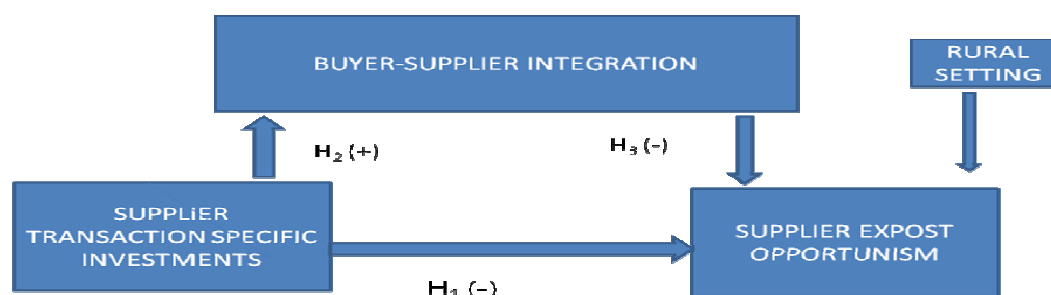 BUYER-SUPPLIER INTEGRATION
RURAL
SETTING
H₂ (+)
H₃ (-)
SUPPLiER
TRANSACTION SPECIFIC
INVESTMENTS
SUPPLIER EXPOST
OPPORTUNISM
H₁ (-)